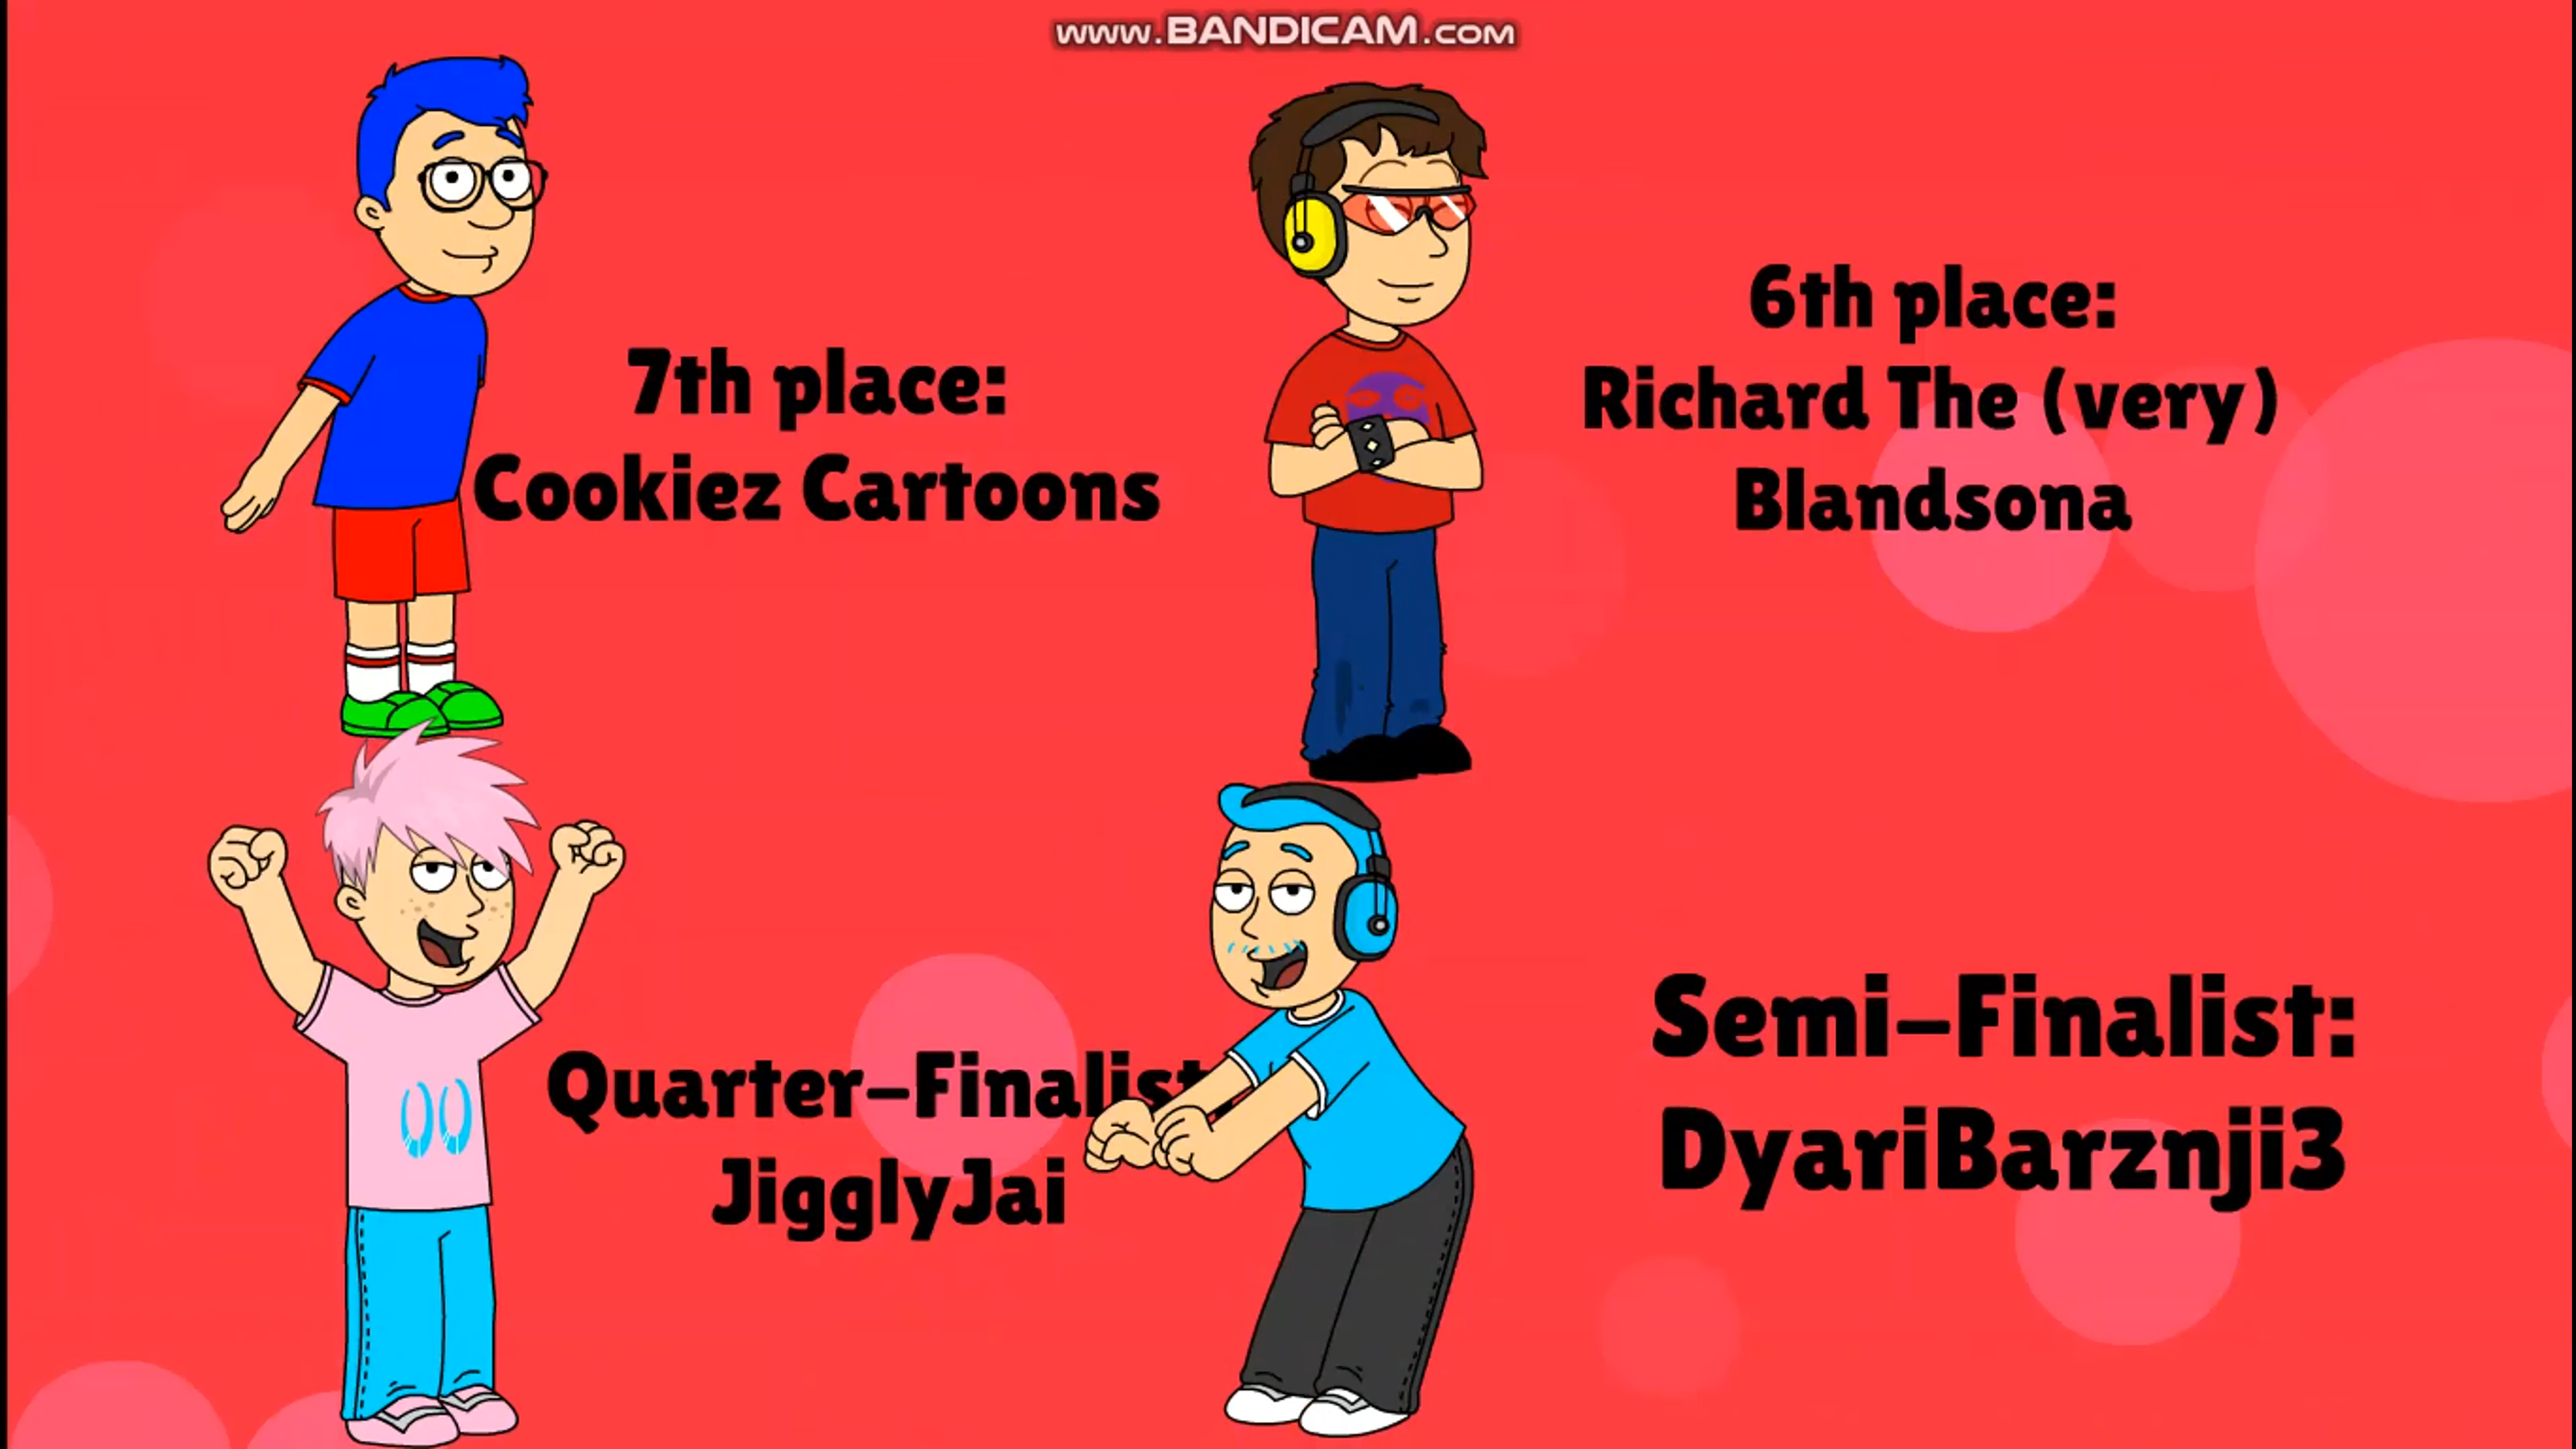 www.BANDICAM.com
7th place:
Cookiez Cartoons
6th place:
Richard The (very)
Blandsona
Quarter-Finalist
JigglyJai
Semi-Finalist:
DyariBarznji3